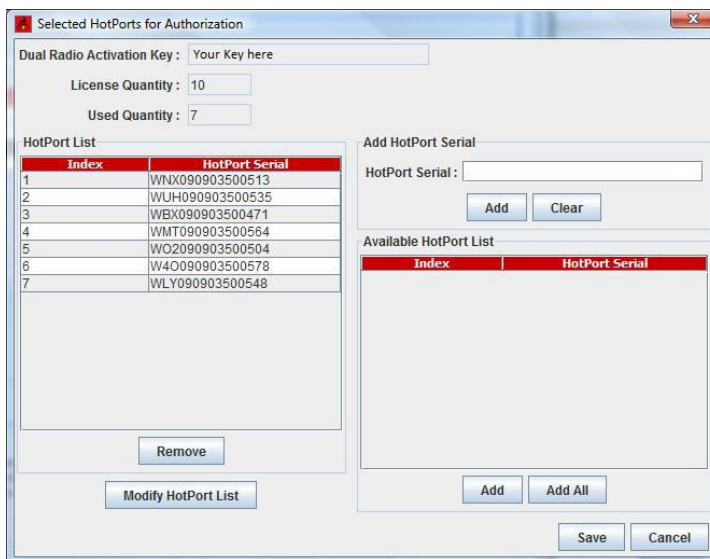 Selected HotPorts for Authorization
X
Dual Radio Activation Key : Your Key here
License Quantity : 10
Used Quantity : 7
HotPort List
Index HotPort Serial
1 WNX090903500513
2 WUH090903500535
3 WBX090903500471
4 WMT090903500564
5 WO2090903500504
6 W4O090903500578
7 WLY090903500548
Remove
Modify HotPort List
Add HotPort Serial
HotPort Serial :
Add Clear
Available HotPort List
Index HotPort Serial
Add Add All
Save Cancel